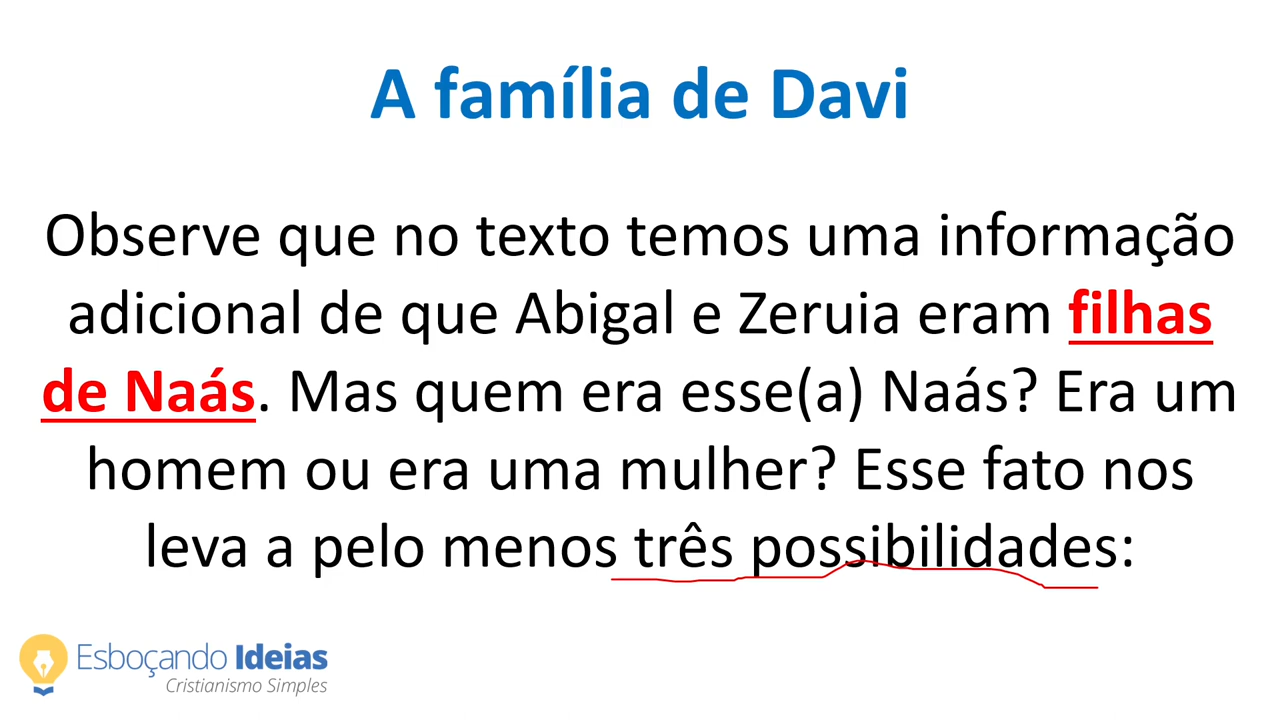 A família de Davi
Observe que no texto temos uma informação
adicional de que Abigal e Zeruia eram filhas
de Naás. Mas quem era esse(a) Naás? Era um
homem ou era uma mulher? Esse fato nos
leva a pelo menos três possibilidades:
Esboçando Ideias
Cristianismo Simples